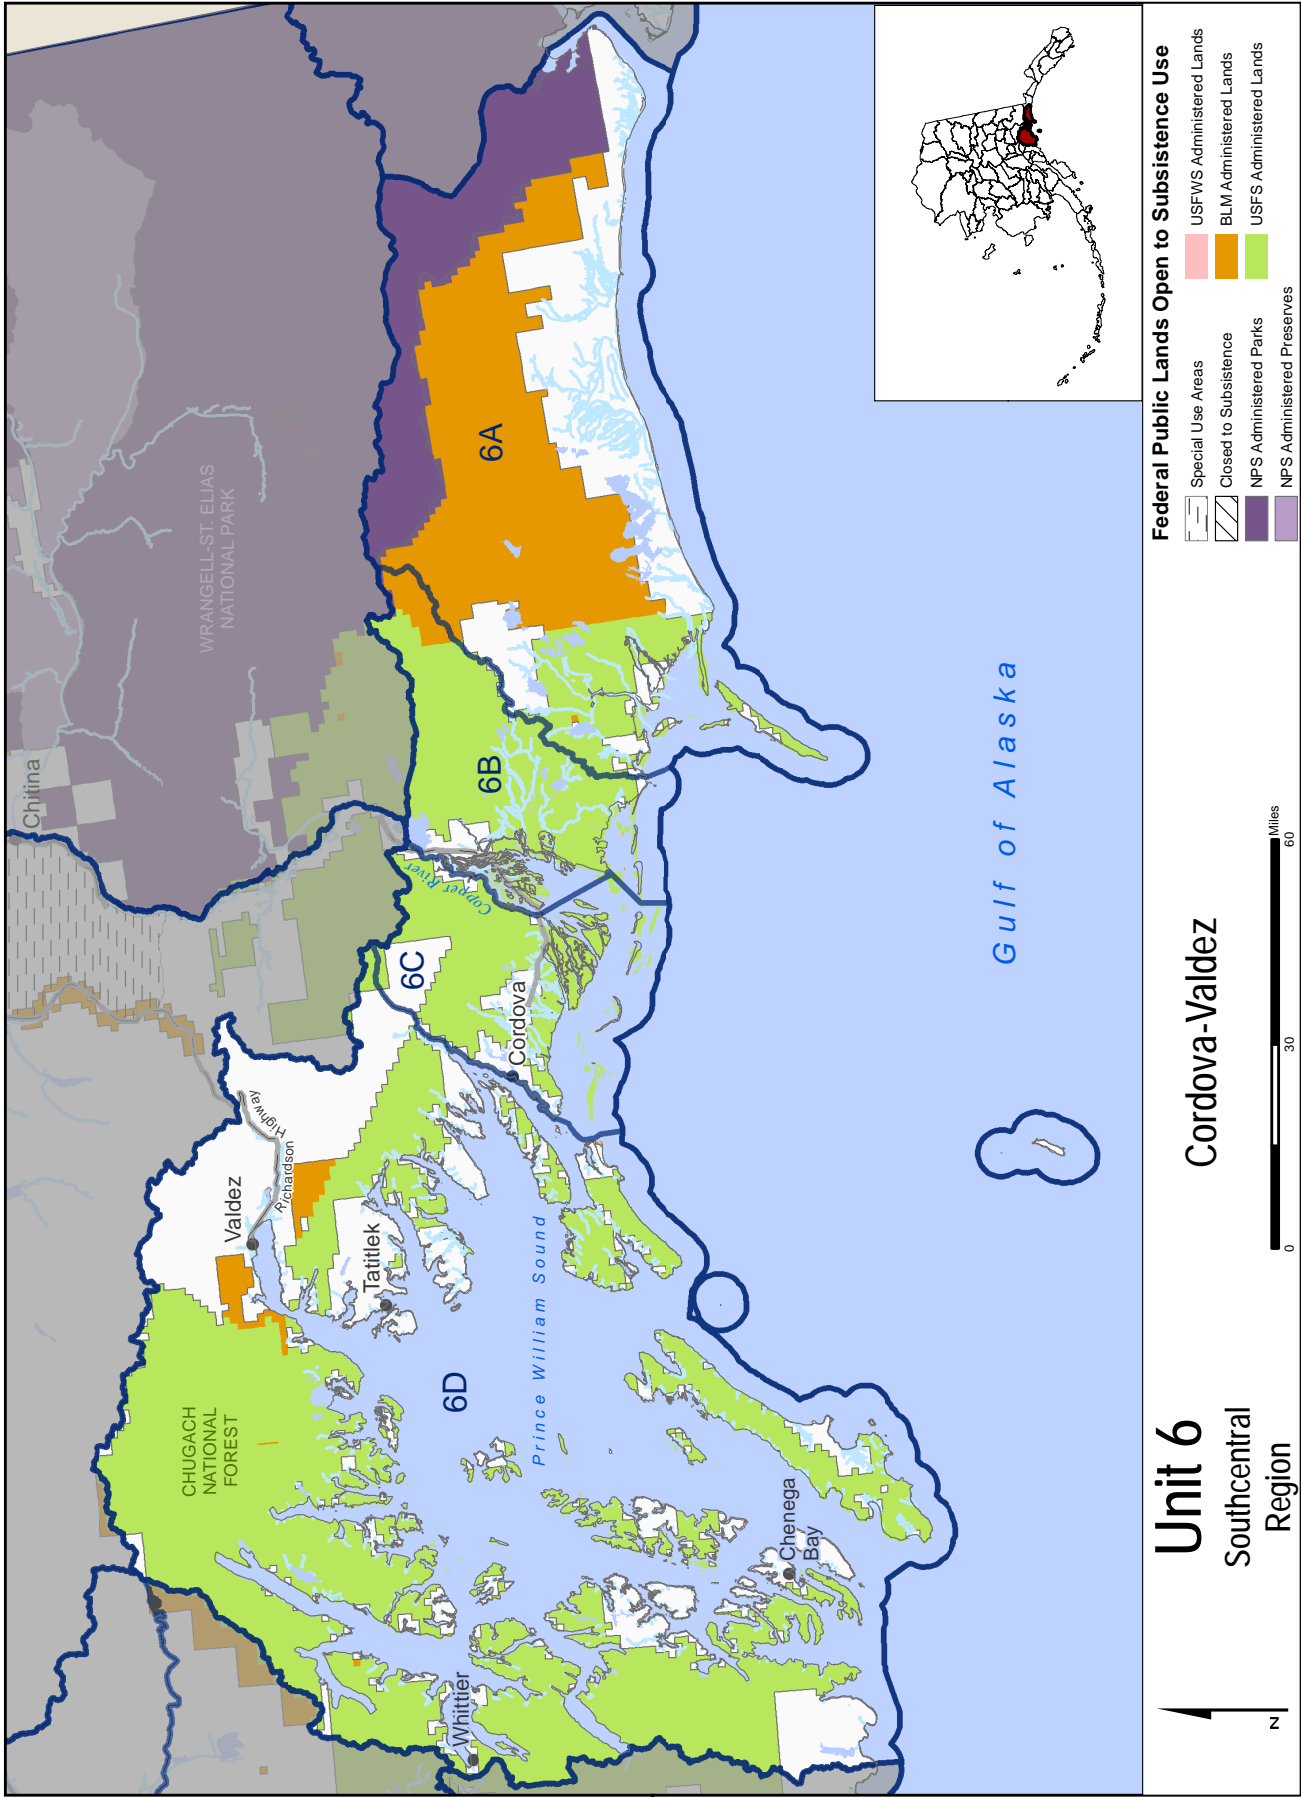 WRANGELL-ST. ELIAS
NATIONAL PARK
Chitina
6A
6B
6C
6D
Copper River
Cordova
Richardson
Highway
Valdez
Tatitlek
CHUGACH
NATIONAL
FOREST
Prince William Sound
Chenega
Bay
Whittier
Gulf of Alaska
Unit 6
Southcentral
Region
Cordova-Valdez
N
0
30
60
Miles
Federal Public Lands Open to Subsistence Use
Special Use Areas
Closed to Subsistence
NPS Administered Parks
NPS Administered Preserves
USFWS Administered Lands
BLM Administered Lands
USFS Administered Lands